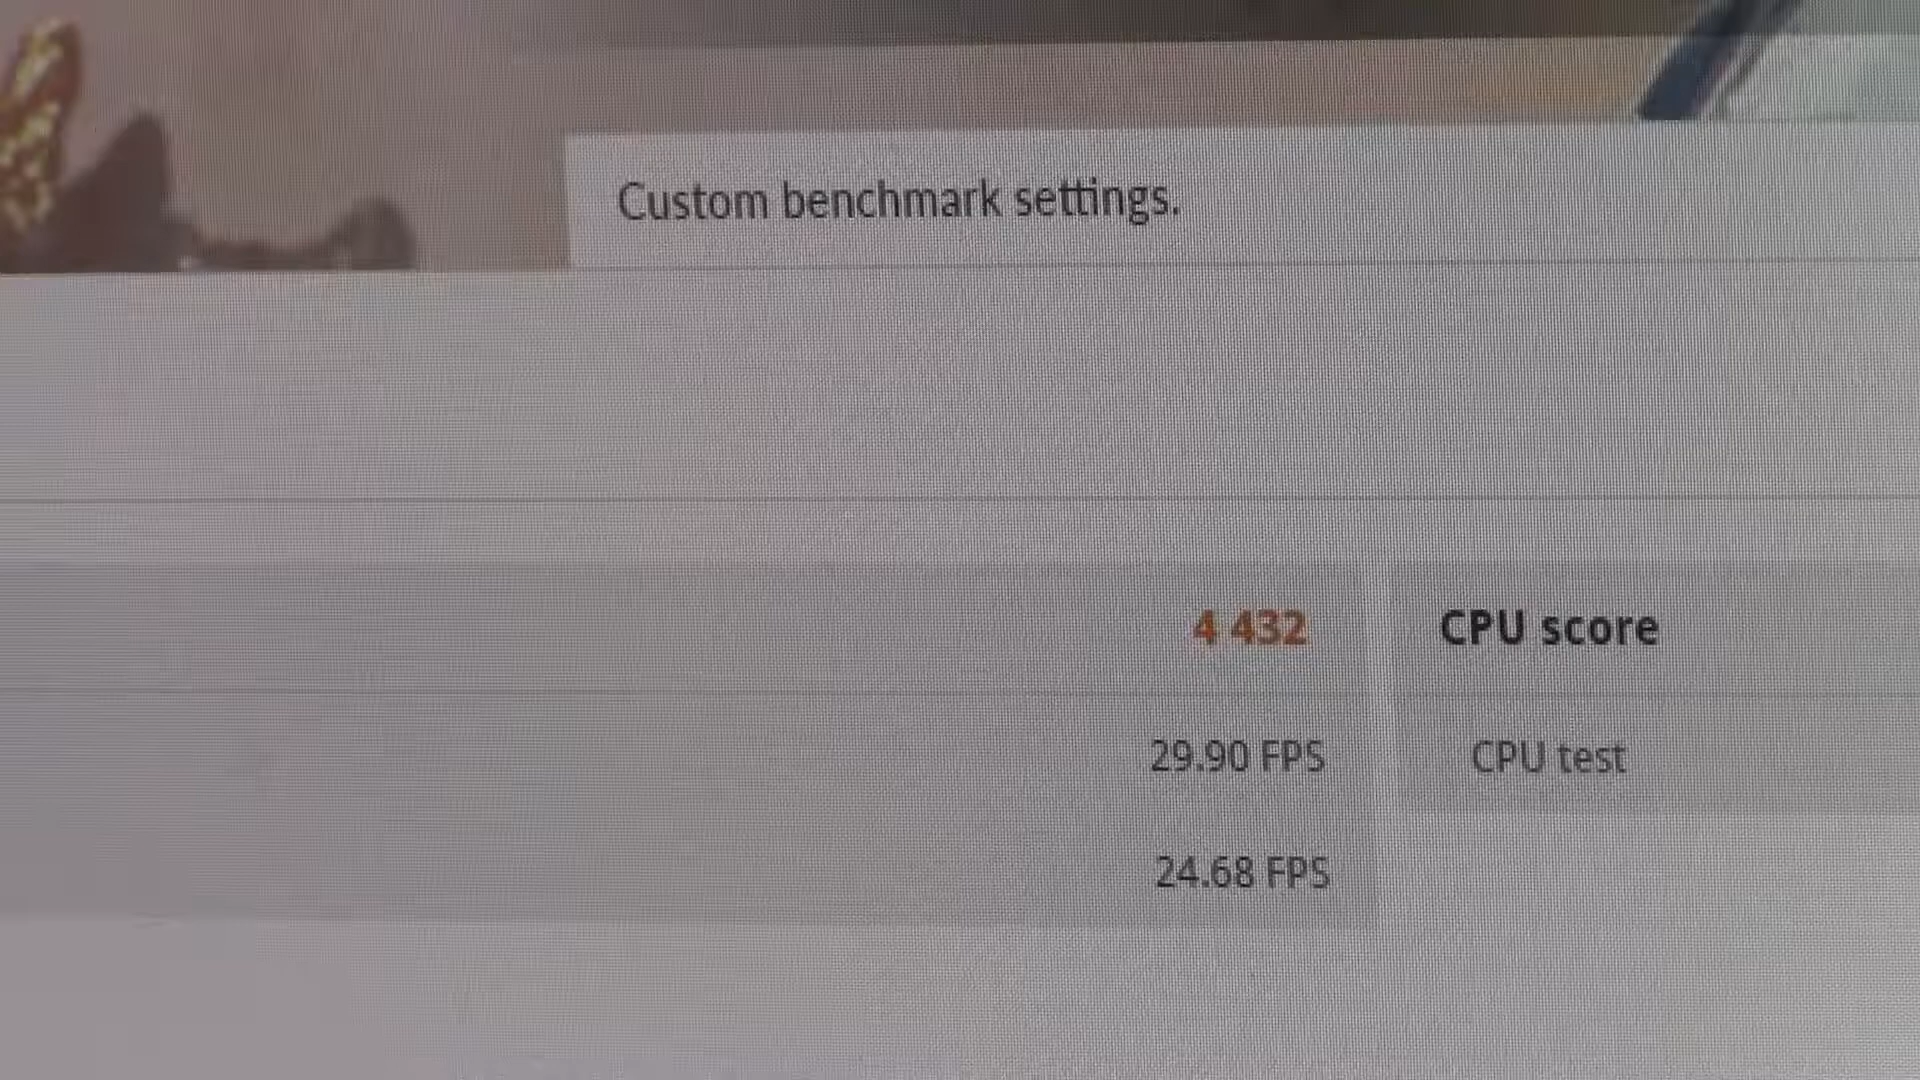 Custom benchmark settings.
4 432
CPU score
29.90 FPS
CPU test
24.68 FPS